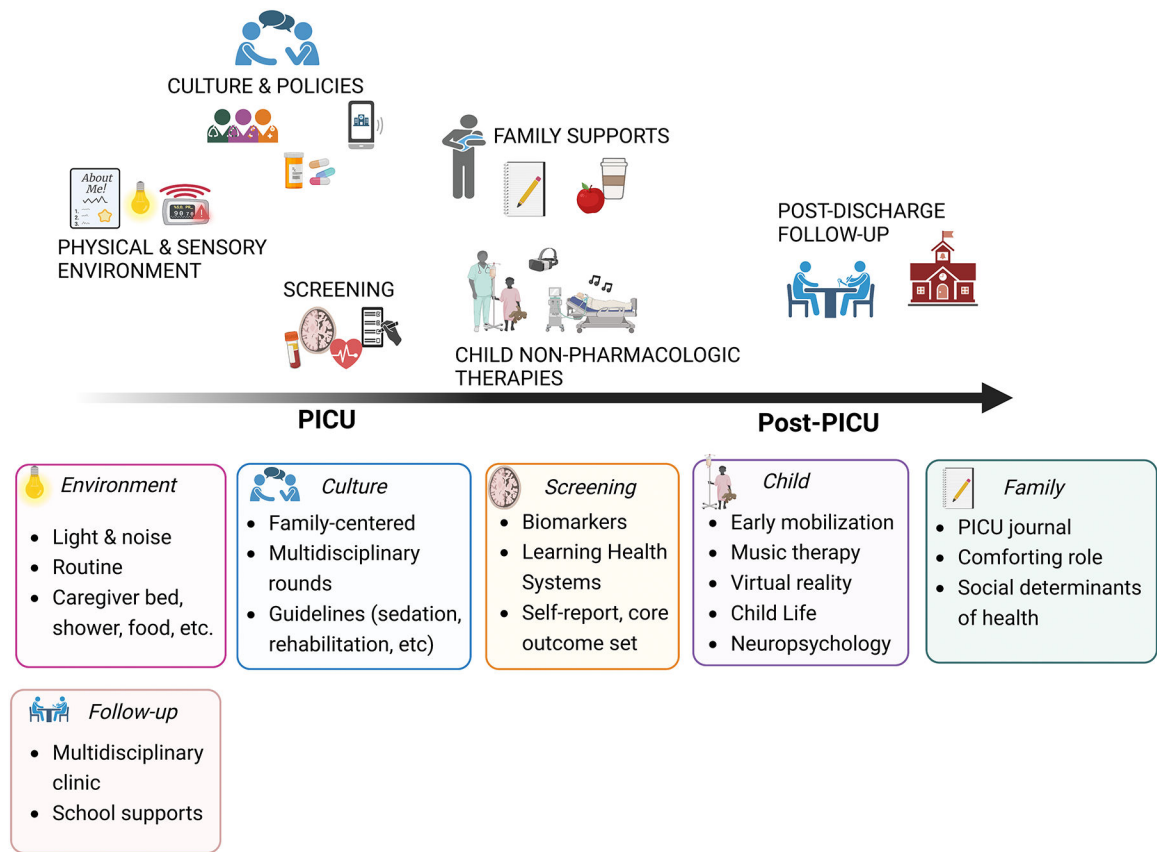 CULTURE & POLICIES
FAMILY SUPPORTS
About
Me!
1.
2.
3.
PHYSICAL & SENSORY
ENVIRONMENT
POST-DISCHARGE
FOLLOW-UP
SCREENING
CHILD NON-PHARMACOLOGIC
THERAPIES
PICU
Post-PICU
Environment
• Light & noise
• Routine
• Caregiver bed,
shower, food, etc.
Culture
• Family-centered
• Multidisciplinary
rounds
• Guidelines (sedation,
rehabilitation, etc)
Screening
• Biomarkers
• Learning Health
Systems
• Self-report, core
outcome set
Child
• Early mobilization
• Music therapy
• Virtual reality
• Child Life
• Neuropsychology
Family
• PICU journal
• Comforting role
• Social determinants
of health
Follow-up
• Multidisciplinary
clinic
• School supports